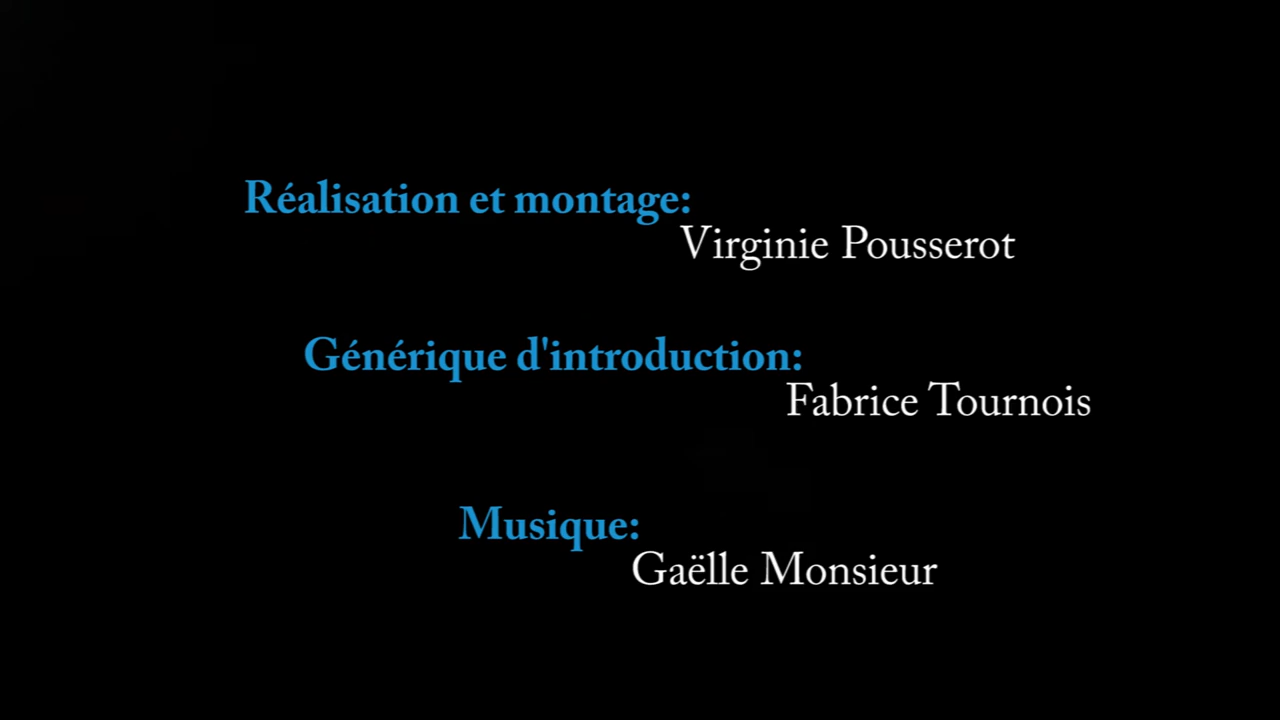 Réalisation et montage:
Virginie Pousserot
Générique d'introduction:
Fabrice Tournois
Musique:
Gaëlle Monsieur